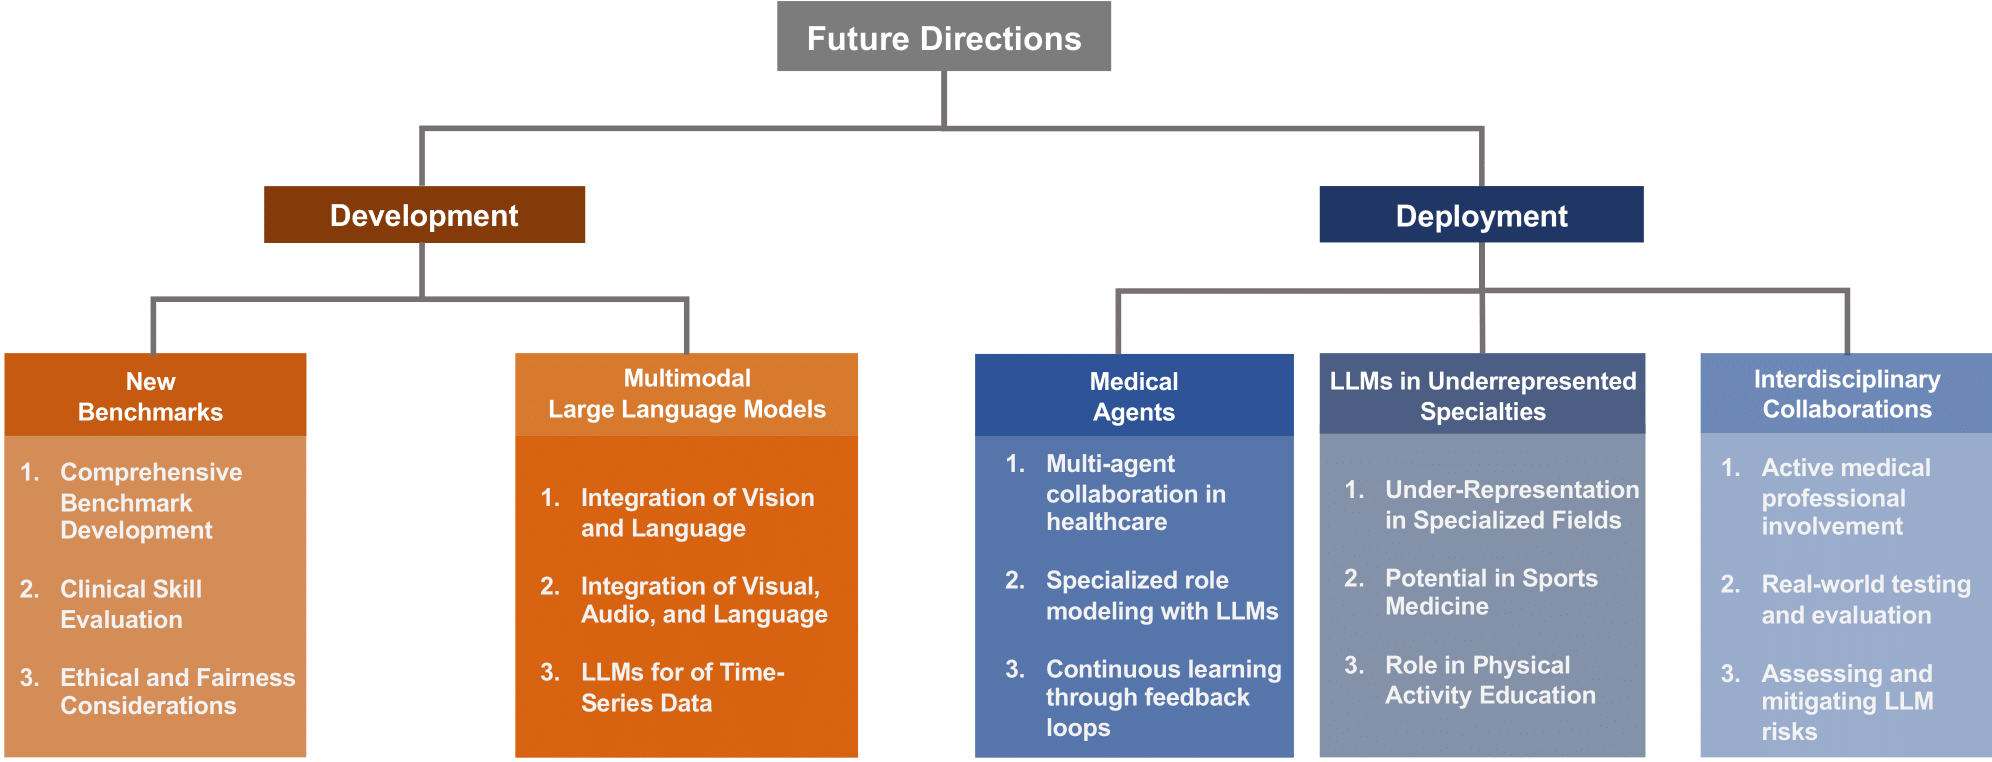 Future Directions
Development
Deployment
New
Benchmarks
1. Comprehensive
Benchmark
Development
2. Clinical Skill
Evaluation
3. Ethical and Fairness
Considerations
Multimodal
Large Language Models
1. Integration of Vision
and Language
2. Integration of Visual,
Audio, and Language
3. LLMs for of Time-
Series Data
Medical
Agents
1. Multi-agent
collaboration in
healthcare
2. Specialized role
modeling with LLMs
3. Continuous learning
through feedback
loops
LLMs in Underrepresented
Specialties
1. Under-Representation
in Specialized Fields
2. Potential in Sports
Medicine
3. Role in Physical
Activity Education
Interdisciplinary
Collaborations
1. Active medical
professional
involvement
2. Real-world testing
and evaluation
3. Assessing and
mitigating LLM
risks